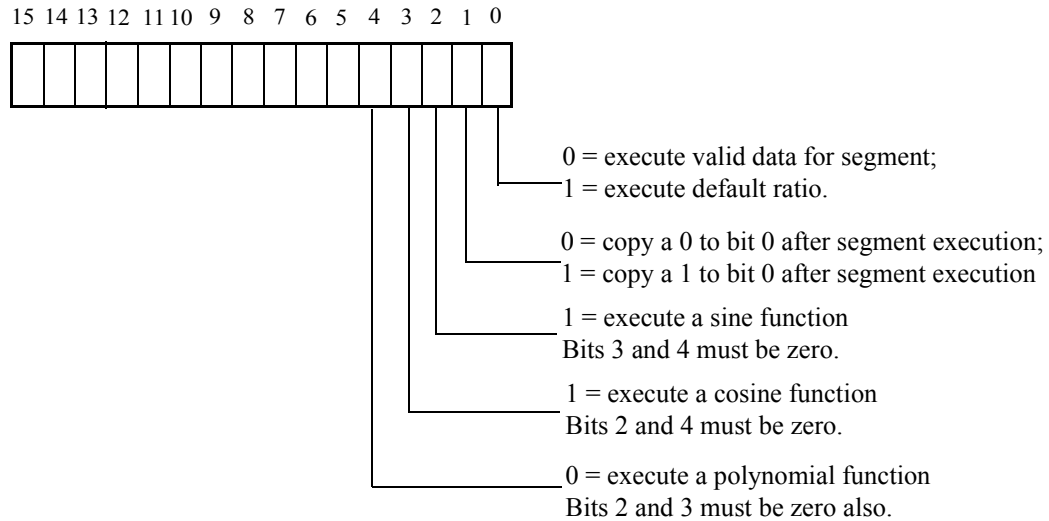 15 14 13 12 11 10 9 8 7 6 5 4 3 2 1 0
0 = execute valid data for segment;
1 = execute default ratio.
0 = copy a 0 to bit 0 after segment execution;
1 = copy a 1 to bit 0 after segment execution
1 = execute a sine function
Bits 3 and 4 must be zero.
1 = execute a cosine function
Bits 2 and 4 must be zero.
0 = execute a polynomial function
Bits 2 and 3 must be zero also.